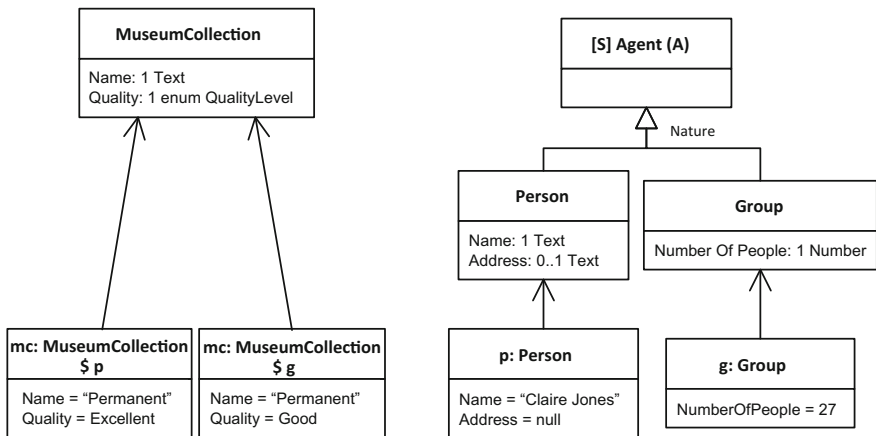 MuseumCollection
Name: 1 Text
Quality: 1 enum QualityLevel
mc: MuseumCollection
$ p
Name = “Permanent”
Quality = Excellent
mc: MuseumCollection
$ g
Name = “Permanent”
Quality = Good
[S] Agent (A)
Nature
Person
Name: 1 Text
Address: 0..1 Text
Group
Number Of People: 1 Number
p: Person
Name = “Claire Jones”
Address = null
g: Group
NumberOfPeople = 27